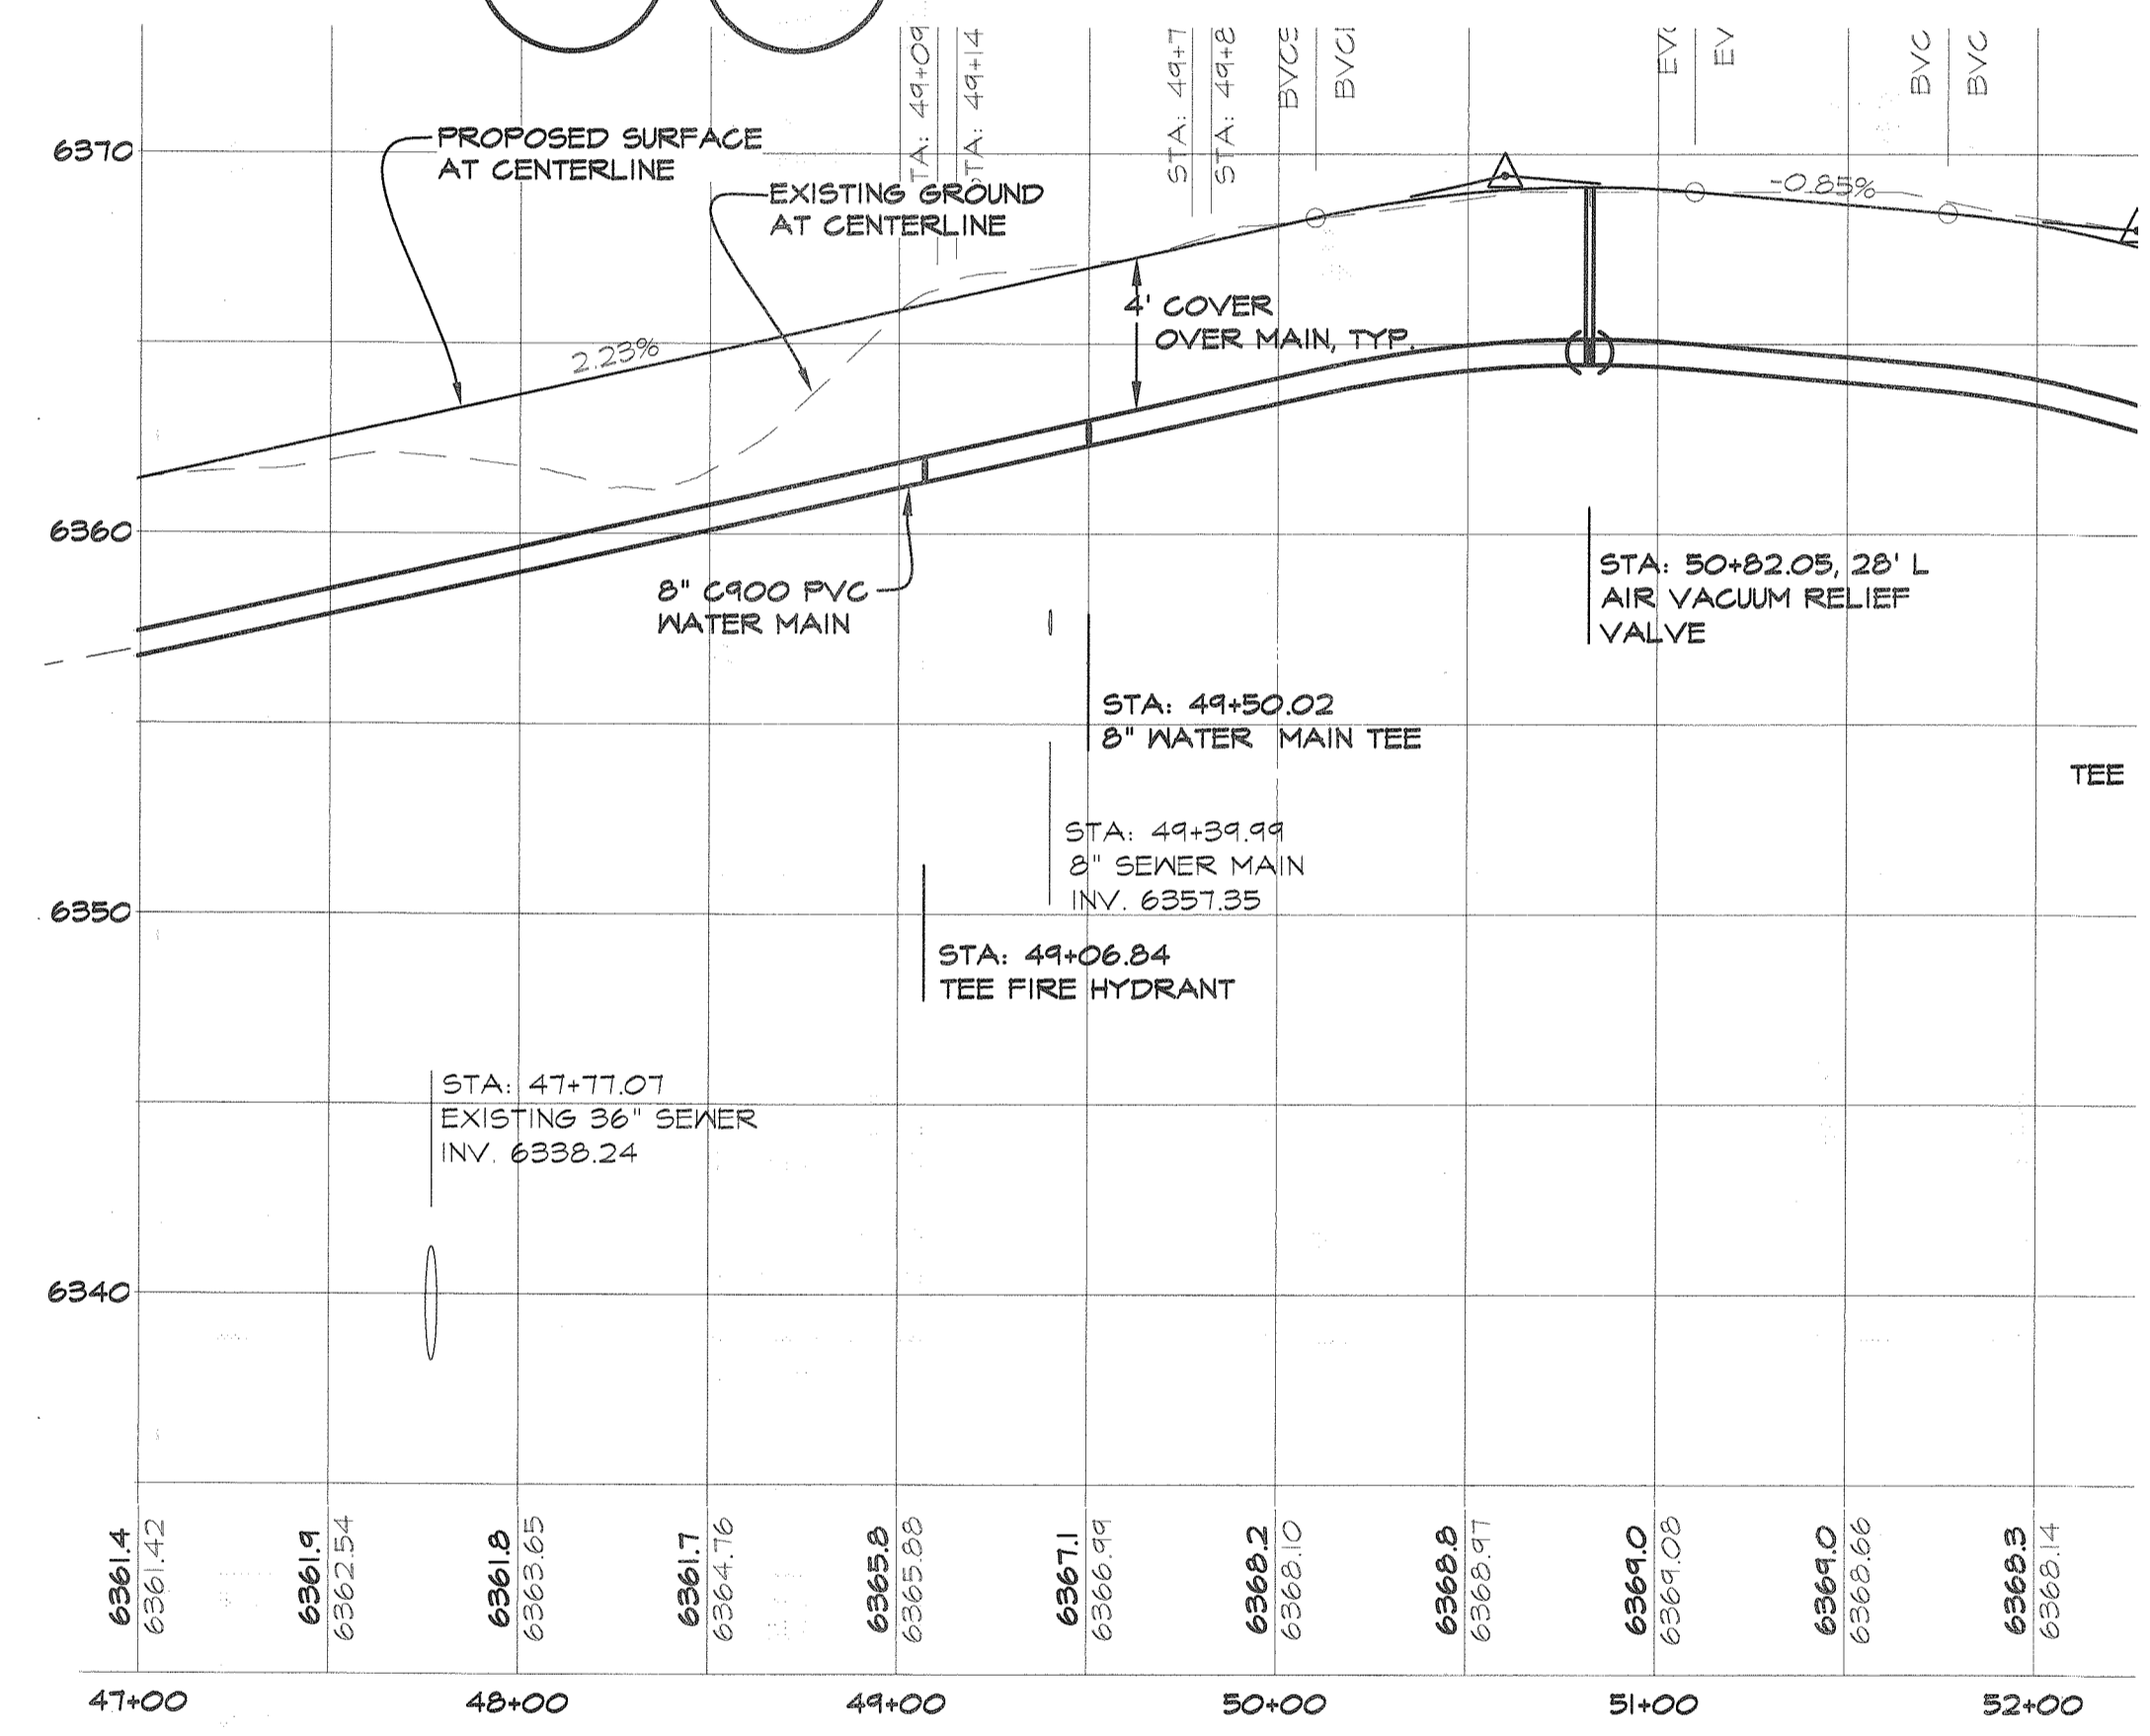 TA: 49+09
TA: 49+14
STA: 49+7
STA: 49+8
BVCS
BVC
EV
BVC
BVC
6370
PROPOSED SURFACE
AT CENTERLINE
EXISTING GROUND
AT CENTERLINE
-0.85%
4' COVER
OVER MAIN, TYP.
2.23%
6360
8" C900 PVC
WATER MAIN
STA: 50+82.05, 28' L
AIR VACUUM RELIEF
VALVE
STA: 49+50.02
8" WATER MAIN TEE
TEE
STA: 49+39.99
8" SEWER MAIN
INV. 6357.35
6350
STA: 49+06.84
TEE FIRE HYDRANT
STA: 47+77.07
EXISTING 36" SEWER
INV. 6338.24
6340
6361.4
6361.42
6361.9
6362.54
6361.8
6363.65
6361.7
6364.76
6365.8
6365.88
6367.1
6366.99
6368.2
6368.10
6368.8
6368.97
6369.0
6369.08
6369.0
6368.66
6368.3
6368.14
47+00
48+00
49+00
50+00
51+00
52+00